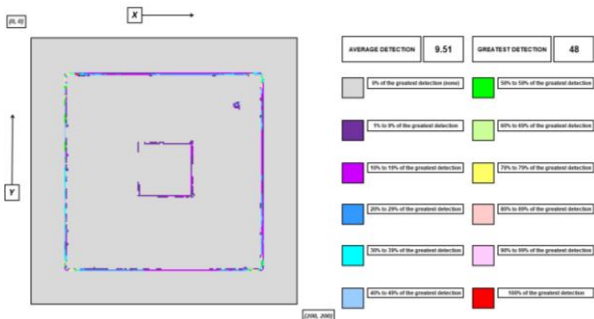 X
[0, 0]
AVERAGE DETECTION 9.51 GREATEST DETECTION 48
0% of the greatest detection (none) 50% to 59% of the greatest detection
1% to 9% of the greatest detection 60% to 69% of the greatest detection
10% to 19% of the greatest detection 70% to 79% of the greatest detection
Y
20% to 29% of the greatest detection 80% to 89% of the greatest detection
30% to 39% of the greatest detection 90% to 99% of the greatest detection
40% to 49% of the greatest detection 100% of the greatest detection
[200, 200]